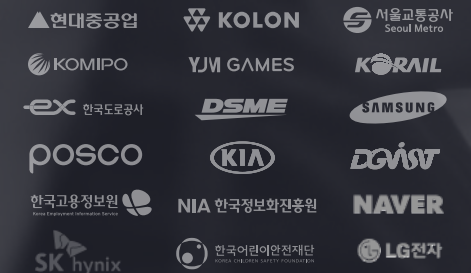 현대중공업
KOLON
서울교통공사
Seoul Metro
KOMIPO
YJM GAMES
KORAIL
ex 한국도로공사
DSME
SAMSUNG
posco
KIA
DGIST
한국고용정보원
Korea Employment Information Service
NIA 한국정보화진흥원
NAVER
SK hynix
한국어린이안전재단
KOREA CHILDREN SAFETY FOUNDATION
LG전자